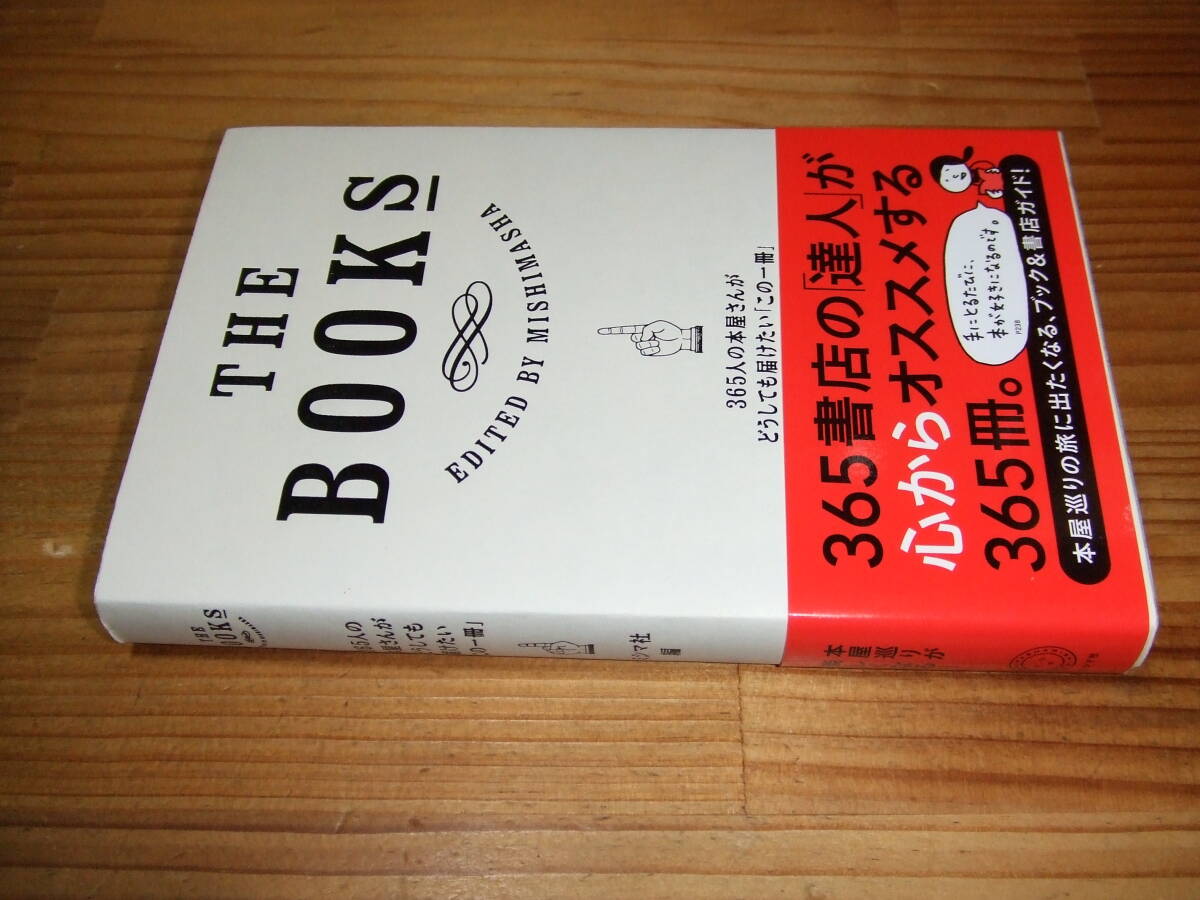 THE
BOOKS
EDITED BY MISHIMASHA
365人の本屋さんが
どうしても届けたい「この一冊」
365書店の「達人」が
心からオススメする
365冊。
手にとるたびに、
本が好きになるのです。
P238
本屋巡りの旅に出たくなる、ブック&書店ガイド!
THE
BOOKS
365人の
屋さんが
うしても
けたい
の一冊」
シマ社
編
本屋巡りが